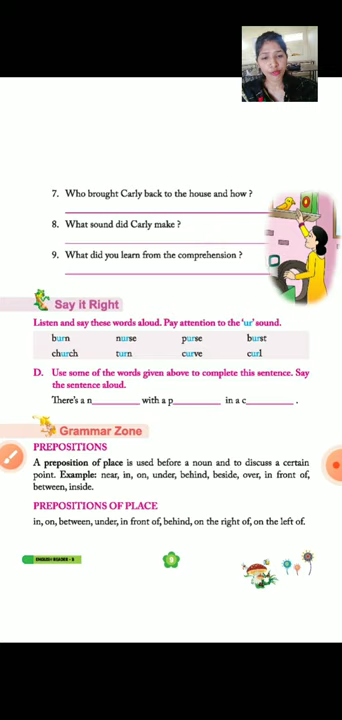 7. Who brought Carly back to the house and how ?
8. What sound did Carly make ?
9. What did you learn from the comprehension ?
Say it Right
Listen and say these words aloud. Pay attention to the 'ur' sound.
burn nurse purse burst
church turn curve curl
D. Use some of the words given above to complete this sentence. Say
the sentence aloud.
There's a n__________ with a p__________ in a c__________ .
Grammar Zone
PREPOSITIONS
A preposition of place is used before a noun and to discuss a certain
point. Example: near, in, on, under, behind, beside, over, in front of,
between, inside.
PREPOSITIONS OF PLACE
in, on, between, under, in front of, behind, on the right of, on the left of.